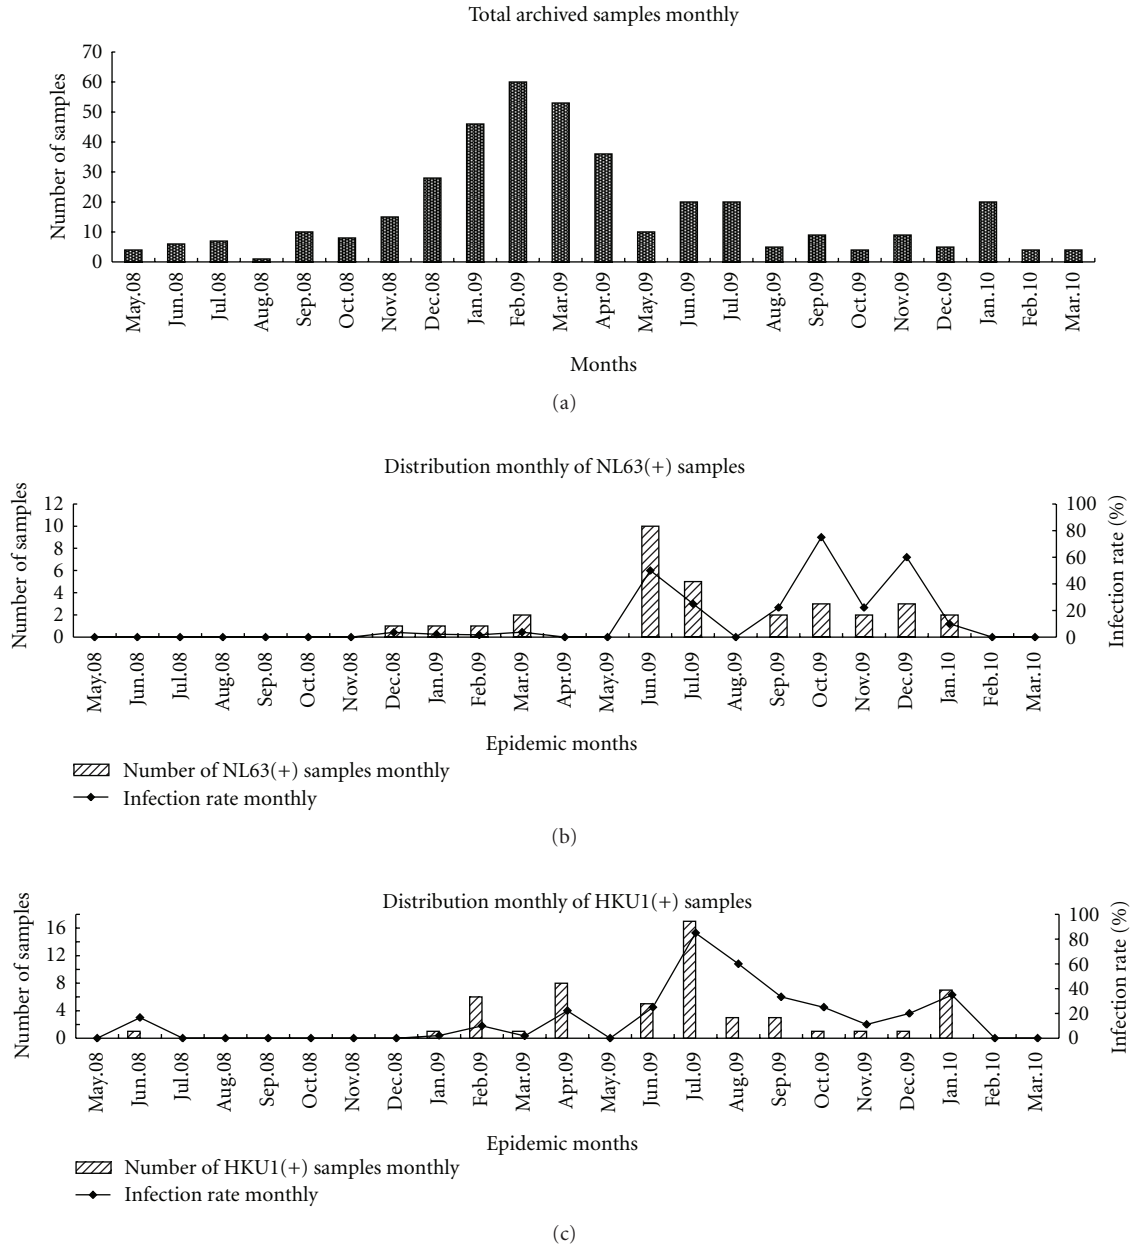 Total archived samples monthly
Number of samples
70
60
50
40
30
20
10
0
May.08 Jun.08 Jul.08 Aug.08 Sep.08 Oct.08 Nov.08 Dec.08 Jan.09 Feb.09 Mar.09 Apr.09 May.09 Jun.09 Jul.09 Aug.09 Sep.09 Oct.09 Nov.09 Dec.09 Jan.10 Feb.10 Mar.10
Months
(a)
Distribution monthly of NL63(+) samples
Number of samples
12
10
8
6
4
2
0
100
80
60
40
20
0
Infection rate (%)
May.08 Jun.08 Jul.08 Aug.08 Sep.08 Oct.08 Nov.08 Dec.08 Jan.09 Feb.09 Mar.09 Apr.09 May.09 Jun.09 Jul.09 Aug.09 Sep.09 Oct.09 Nov.09 Dec.09 Jan.10 Feb.10 Mar.10
Epidemic months
Number of NL63(+) samples monthly
Infection rate monthly
(b)
Distribution monthly of HKU1(+) samples
Number of samples
16
12
8
4
0
100
80
60
40
20
0
Infection rate (%)
May.08 Jun.08 Jul.08 Aug.08 Sep.08 Oct.08 Nov.08 Dec.08 Jan.09 Feb.09 Mar.09 Apr.09 May.09 Jun.09 Jul.09 Aug.09 Sep.09 Oct.09 Nov.09 Dec.09 Jan.10 Feb.10 Mar.10
Epidemic months
Number of HKU1(+) samples monthly
Infection rate monthly
(c)